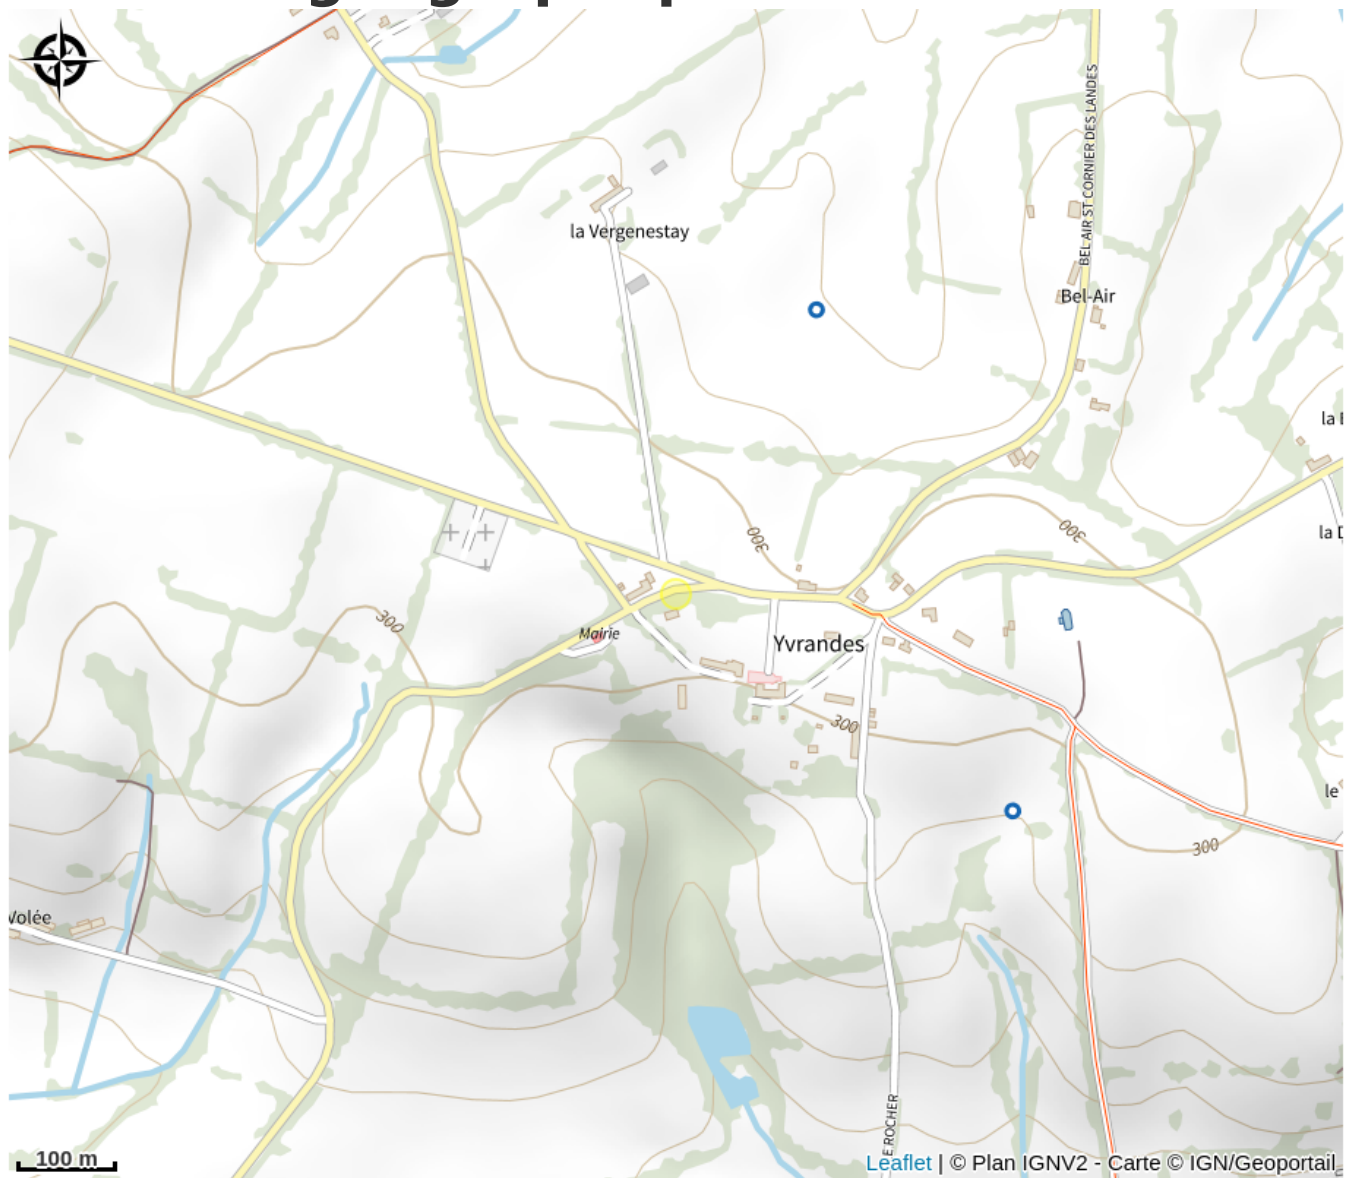 BEL AIR ST CORNIER DES LANDES
la Vergenestay
Bel-Air
300
300
300
Mairie
Yvrandes
300
300
le
Volée
E ROCHER
100 m
Leaflet | © Plan IGNV2 - Carte © IGN/Geoportail